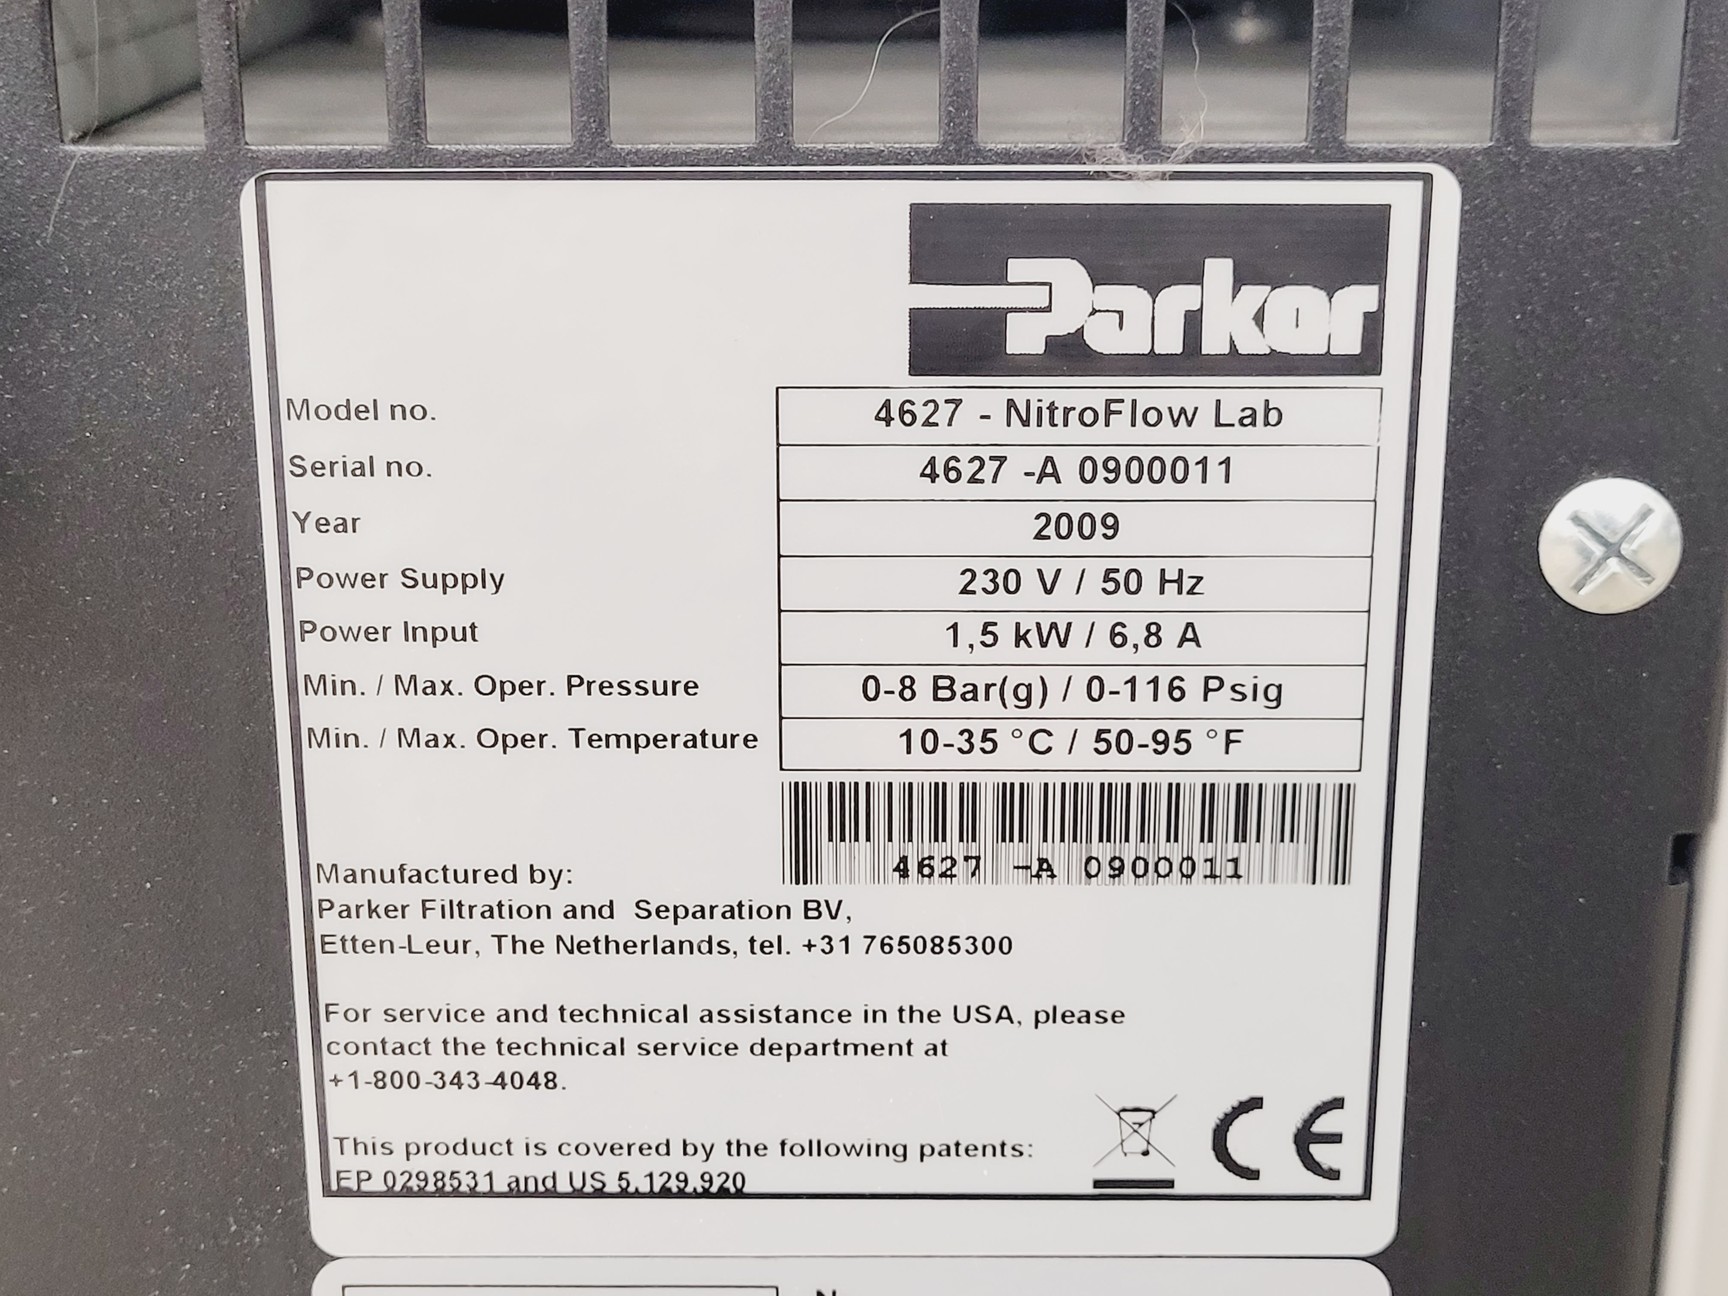 Parker
Model no. 4627 - NitroFlow Lab
Serial no. 4627 -A 0900011
Year 2009
Power Supply 230 V / 50 Hz
Power Input 1,5 kW / 6,8 A
Min. / Max. Oper. Pressure 0-8 Bar(g) / 0-116 Psig
Min. / Max. Oper. Temperature 10-35 °C / 50-95 °F
4627 -A 0900011
Manufactured by:
Parker Filtration and Separation BV,
Etten-Leur, The Netherlands, tel. +31 765085300
For service and technical assistance in the USA, please
contact the technical service department at
+1-800-343-4048.
This product is covered by the following patents:
EP 0298531 and US 5,129,920
CE